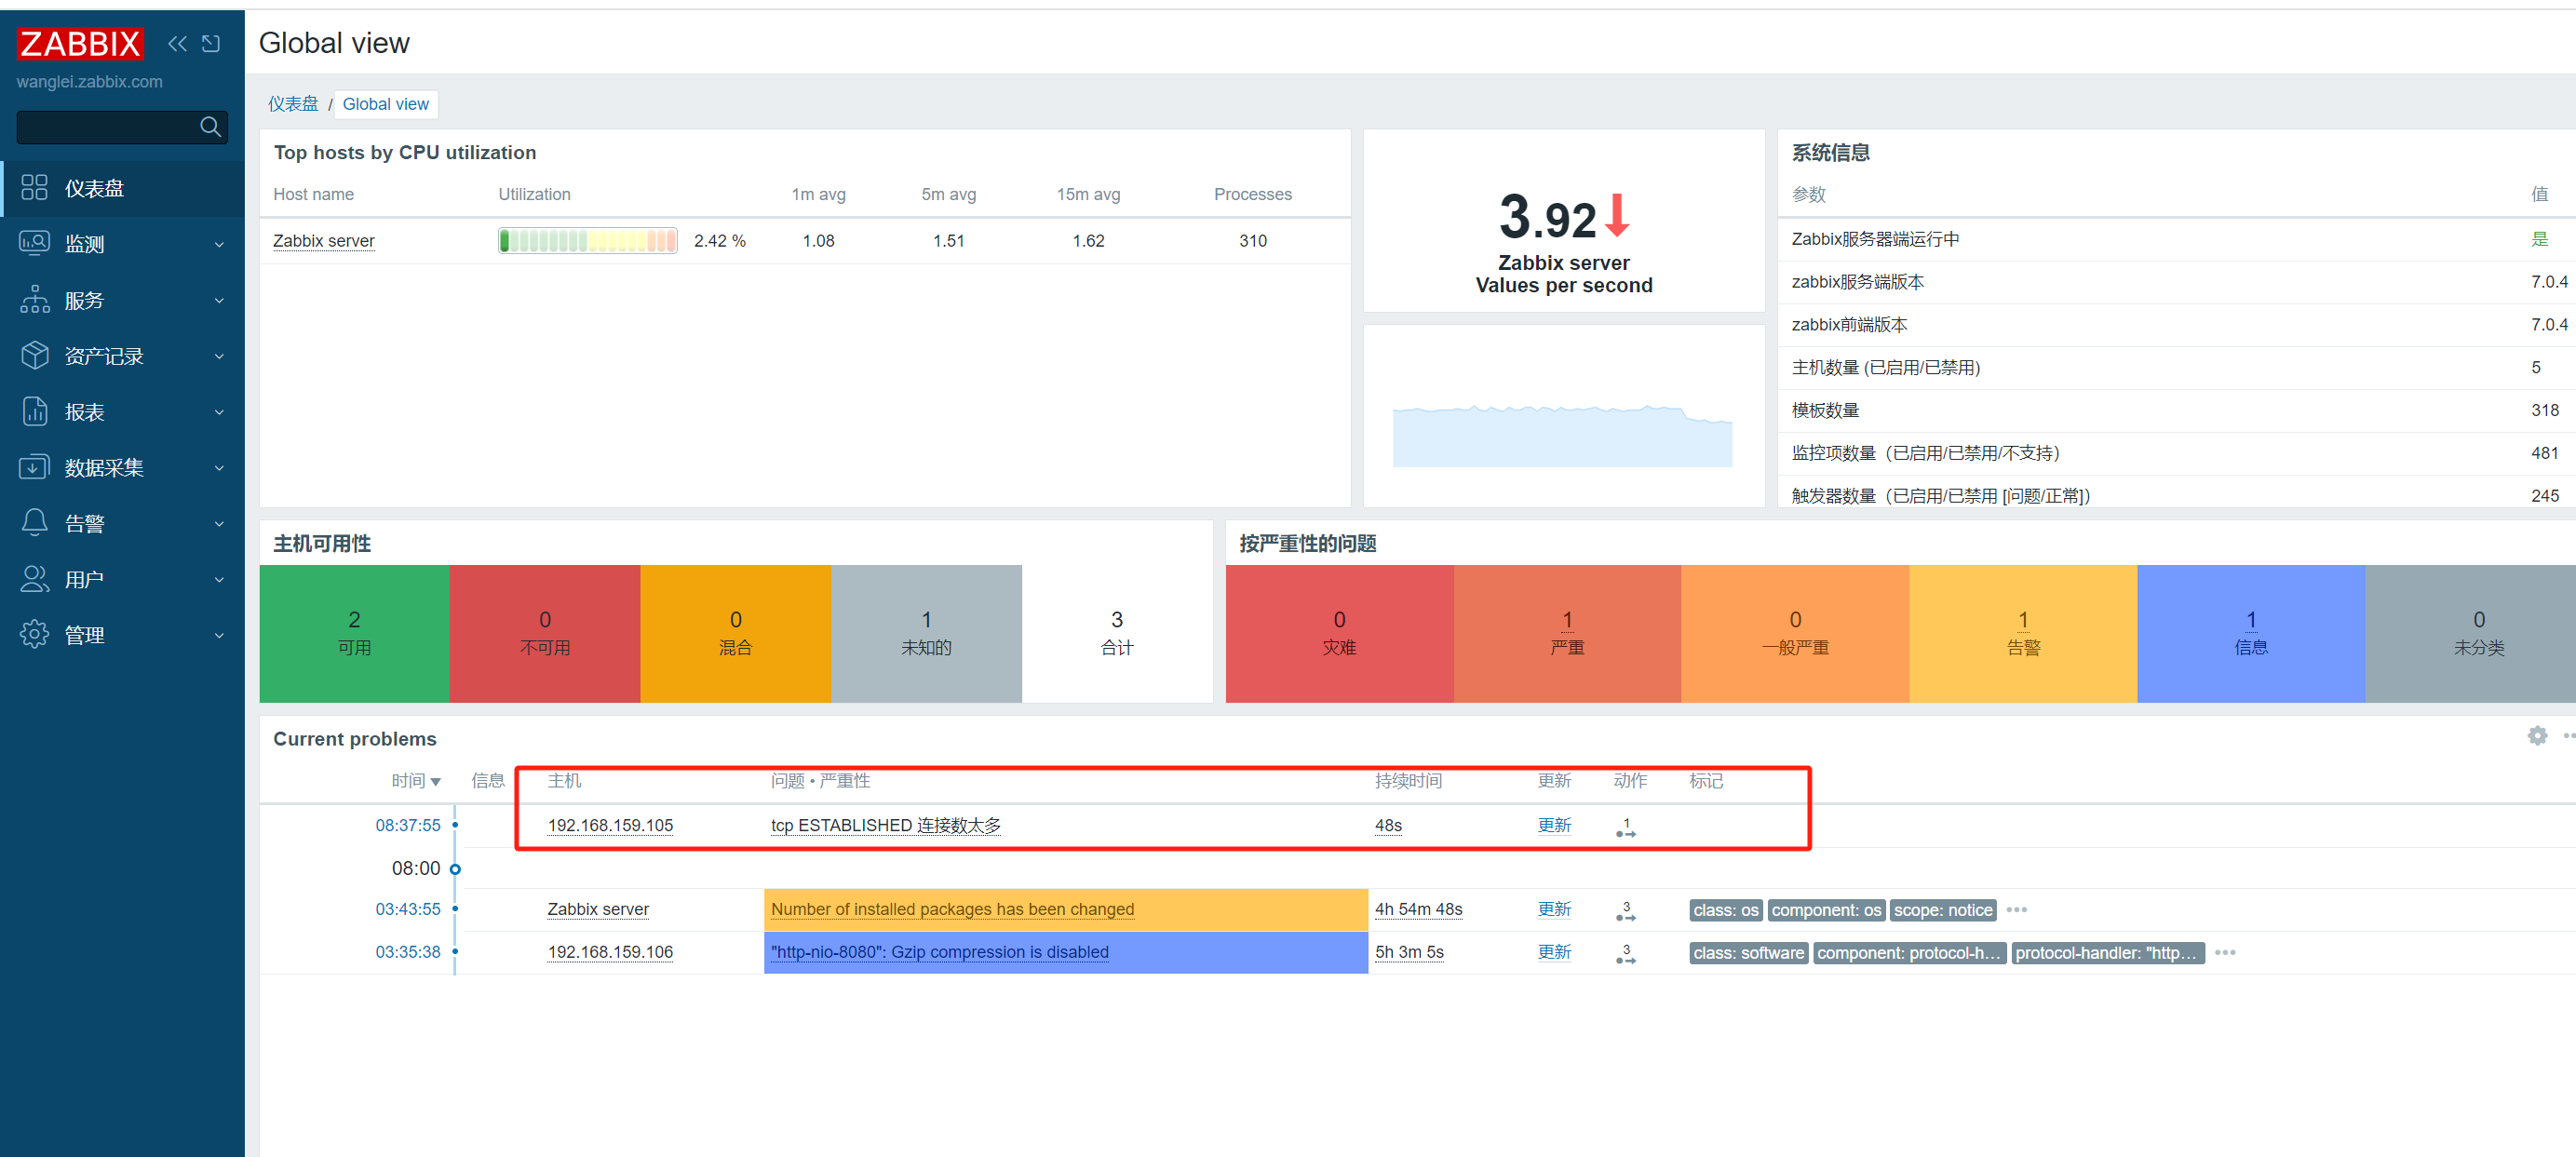 ZABBIX
wanglei.zabbix.com
仪表盘
监测
服务
资产记录
报表
数据采集
告警
用户
管理
Global view
仪表盘 / Global view
Top hosts by CPU utilization
Host name Utilization 1m avg 5m avg 15m avg Processes
Zabbix server 2.42 % 1.08 1.51 1.62 310
3.92
Zabbix server
Values per second
系统信息
参数 值
Zabbix服务器端运行中 是
zabbix服务端版本 7.0.4
zabbix前端版本 7.0.4
主机数量 (已启用/已禁用) 5
模板数量 318
监控项数量（已启用/已禁用/不支持） 481
触发器数量（已启用/已禁用 [问题/正常]） 245
主机可用性
2 0 0 1 3
可用 不可用 混合 未知的 合计
按严重性的问题
0 1 0 1 1 0
灾难 严重 一般严重 告警 信息 未分类
Current problems
时间 信息 主机 问题 • 严重性 持续时间 更新 动作 标记
08:37:55 192.168.159.105 tcp ESTABLISHED 连接数太多 48s 更新 1
08:00
03:43:55 Zabbix server Number of installed packages has been changed 4h 54m 48s 更新 3 class: os component: os scope: notice •••
03:35:38 192.168.159.106 "http-nio-8080": Gzip compression is disabled 5h 3m 5s 更新 3 class: software component: protocol-h... protocol-handler: "http... •••